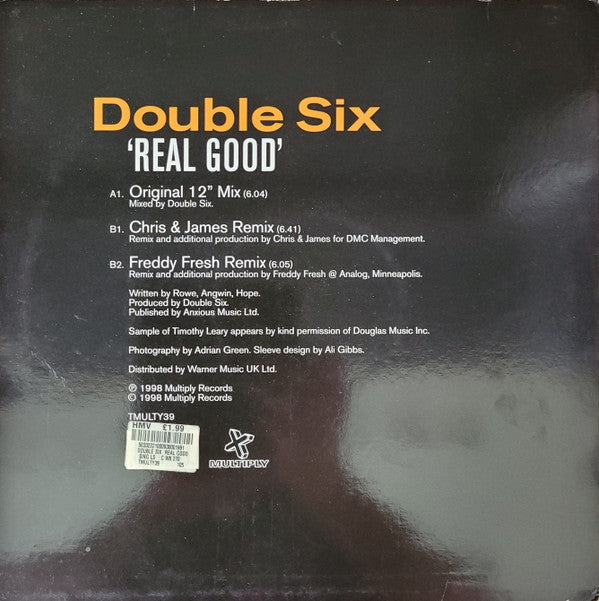 Double Six
‘REAL GOOD’
A1. Original 12” Mix (6.04)
Mixed by Double Six.
B1. Chris & James Remix (6.41)
Remix and additional production by Chris & James for DMC Management.
B2. Freddy Fresh Remix (6.05)
Remix and additional production by Freddy Fresh @ Analog, Minneapolis.
Written by Rowe, Angwin, Hope.
Produced by Double Six.
Published by Anxious Music Ltd.
Sample of Timothy Leary appears by kind permission of Douglas Music Inc.
Photography by Adrian Green. Sleeve design by Ali Gibbs.
Distributed by Warner Music UK Ltd.
℗ 1998 Multiply Records
© 1998 Multiply Records
TMULTY39
HMV £1.99
DOUBLE SIX REAL GOOD
TMULTY39 105
MULTIPLY